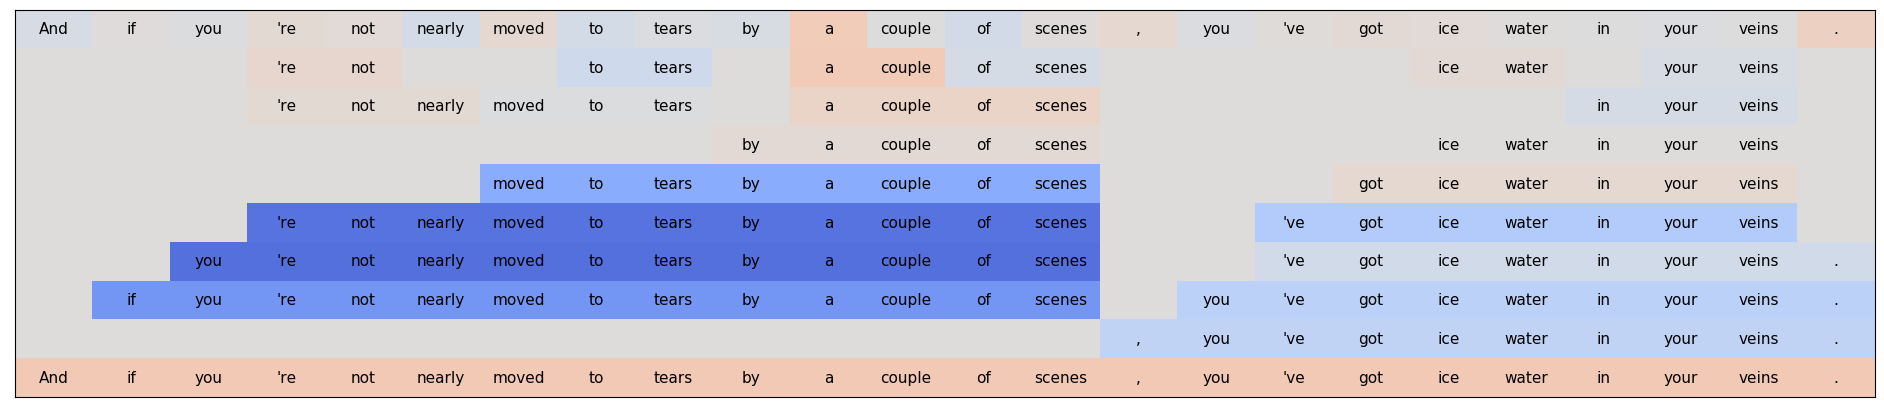 And if you 're not nearly moved to tears by a couple of scenes , you 've got ice water in your veins .
're not to tears a couple of scenes ice water your veins
're not nearly moved to tears a couple of scenes in your veins
by a couple of scenes ice water in your veins
moved to tears by a couple of scenes got ice water in your veins
're not nearly moved to tears by a couple of scenes 've got ice water in your veins
you 're not nearly moved to tears by a couple of scenes 've got ice water in your veins .
if you 're not nearly moved to tears by a couple of scenes you 've got ice water in your veins .
, you 've got ice water in your veins .
And if you 're not nearly moved to tears by a couple of scenes , you 've got ice water in your veins .